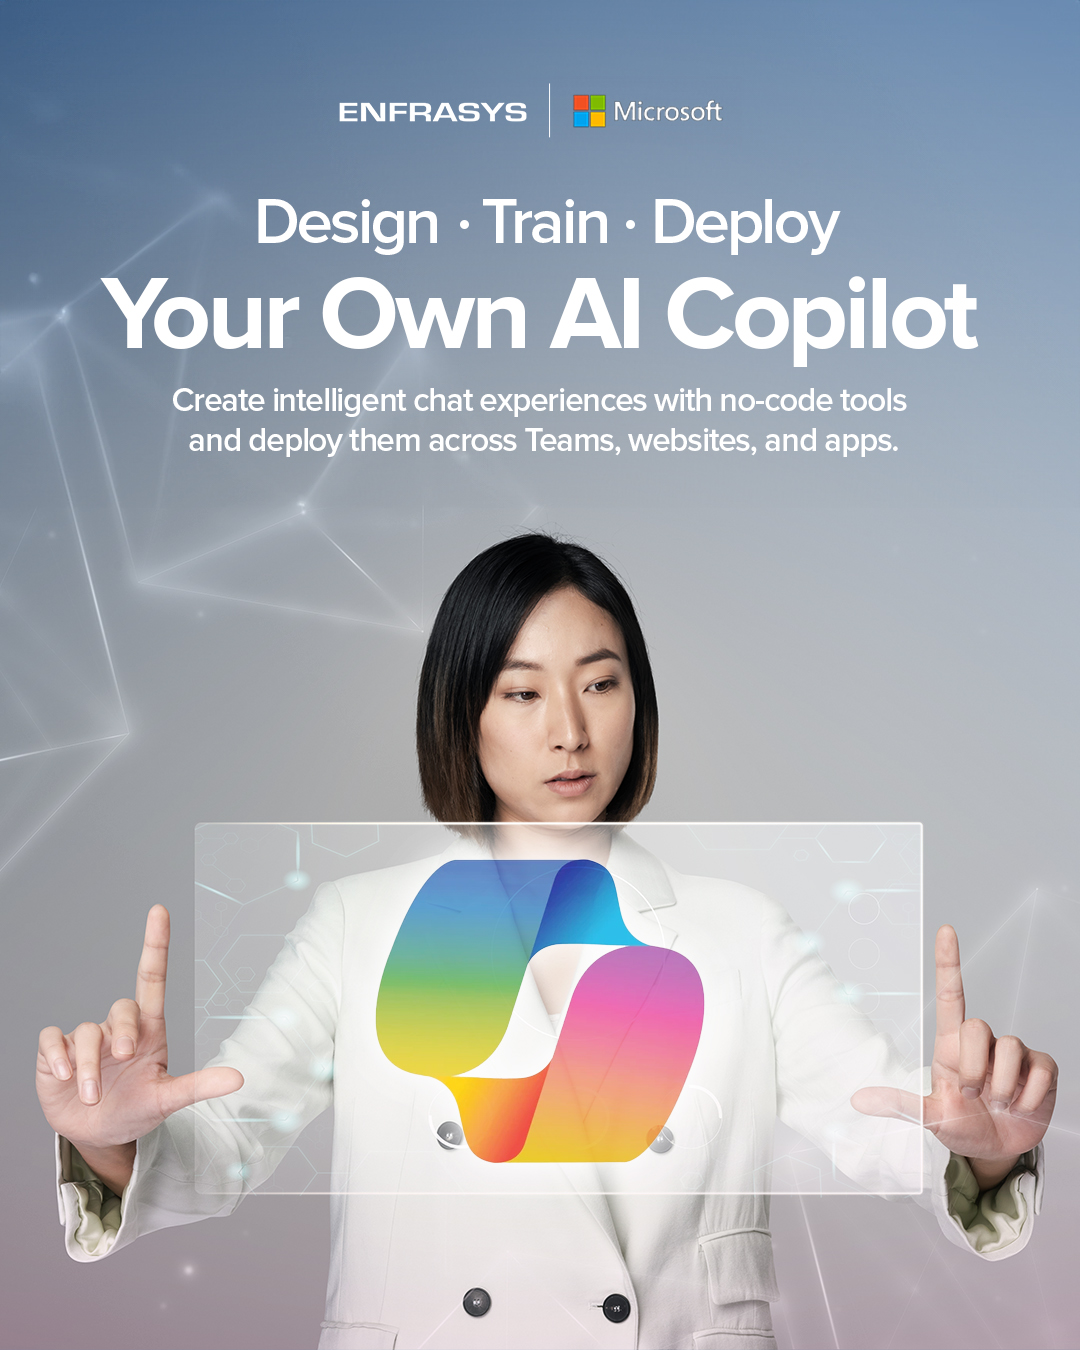 ENFRASYS | Microsoft
Design · Train · Deploy
Your Own AI Copilot
Create intelligent chat experiences with no-code tools
and deploy them across Teams, websites, and apps.